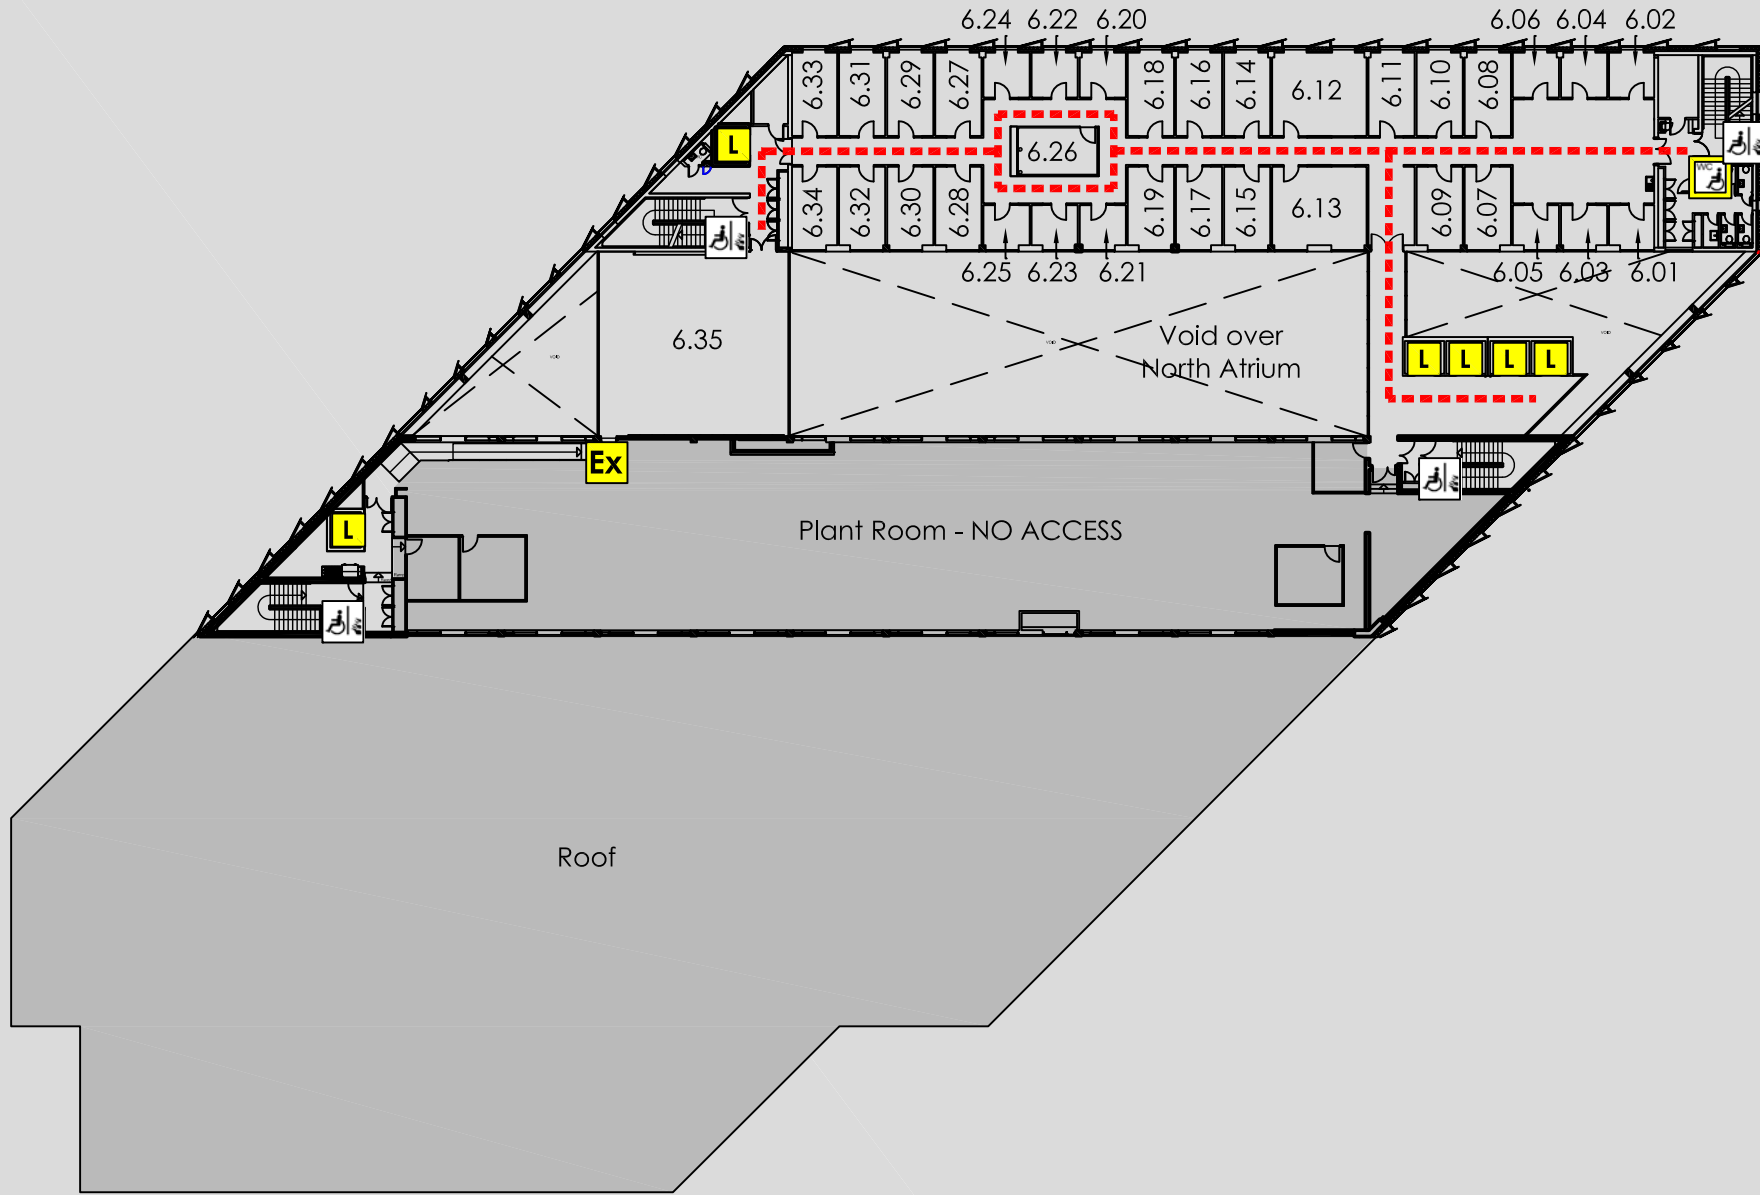 6.24 6.22 6.20 6.06 6.04 6.02
6.33 6.31 6.29 6.27 6.18 6.16 6.14 6.12 6.11 6.10 6.08
L 6.26
WC
6.34 6.32 6.30 6.28 6.19 6.17 6.15 6.13 6.09 6.07
6.25 6.23 6.21 6.05 6.03 6.01
6.35
Void over
North Atrium
VOID
VOID
VOID
L L L L
Ex
L
Plant Room - NO ACCESS
Roof